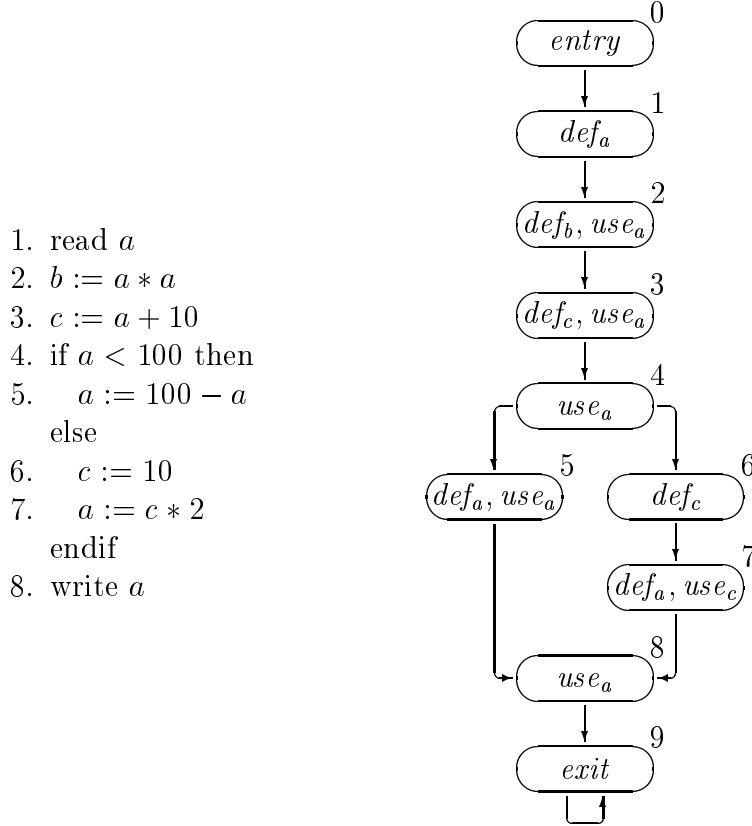 1. read a
2. b := a * a
3. c := a + 10
4. if a < 100 then
5. a := 100 − a
else
6. c := 10
7. a := c * 2
endif
8. write a
0
entry
1
def_a
2
def_b, use_a
3
def_c, use_a
4
use_a
5
def_a, use_a
6
def_c
7
def_a, use_c
8
use_a
9
exit